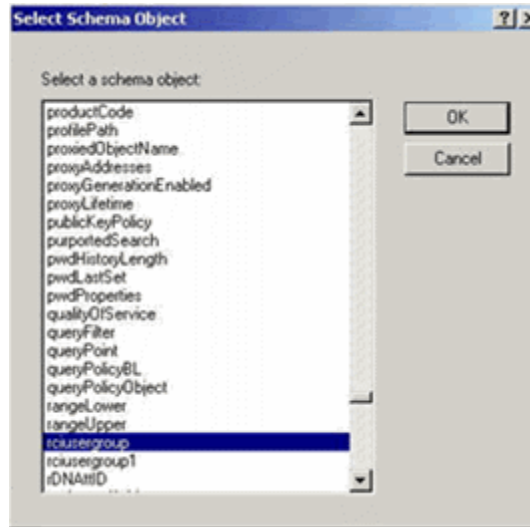 Select Schema Object
Select a schema object:
productCode
profilePath
proxiedObjectName
proxyAddresses
proxyGenerationEnabled
proxyLifetime
publicKeyPolicy
purportedSearch
pwdHistoryLength
pwdLastSet
pwdProperties
qualityOfService
queryFilter
queryPoint
queryPolicyBL
queryPolicyObject
rangeLower
rangeUpper
rciusergroup
rciusergroup1
rDNAttID
OK
Cancel